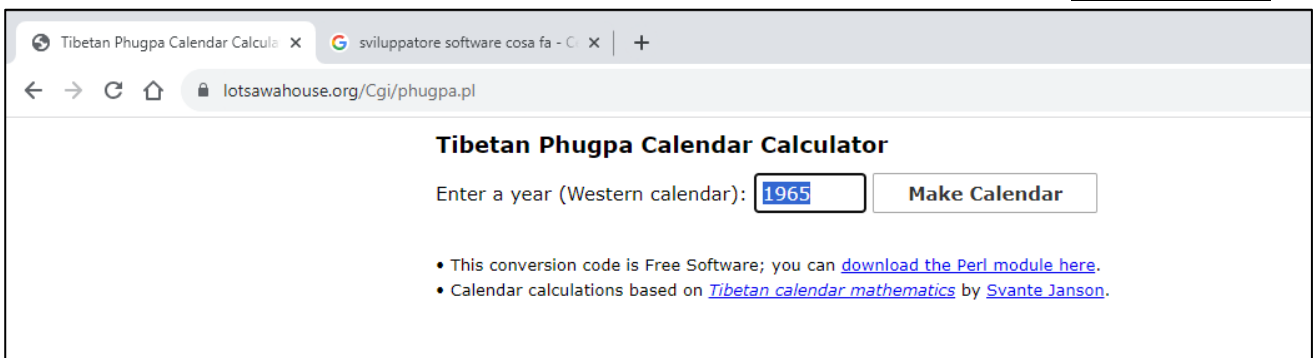 Tibetan Phugpa Calendar Calcula
sviluppatore software cosa fa - C
lotsawahouse.org/Cgi/phugpa.pl
Tibetan Phugpa Calendar Calculator
Enter a year (Western calendar): 1965 Make Calendar
• This conversion code is Free Software; you can download the Perl module here.
• Calendar calculations based on Tibetan calendar mathematics by Svante Janson.